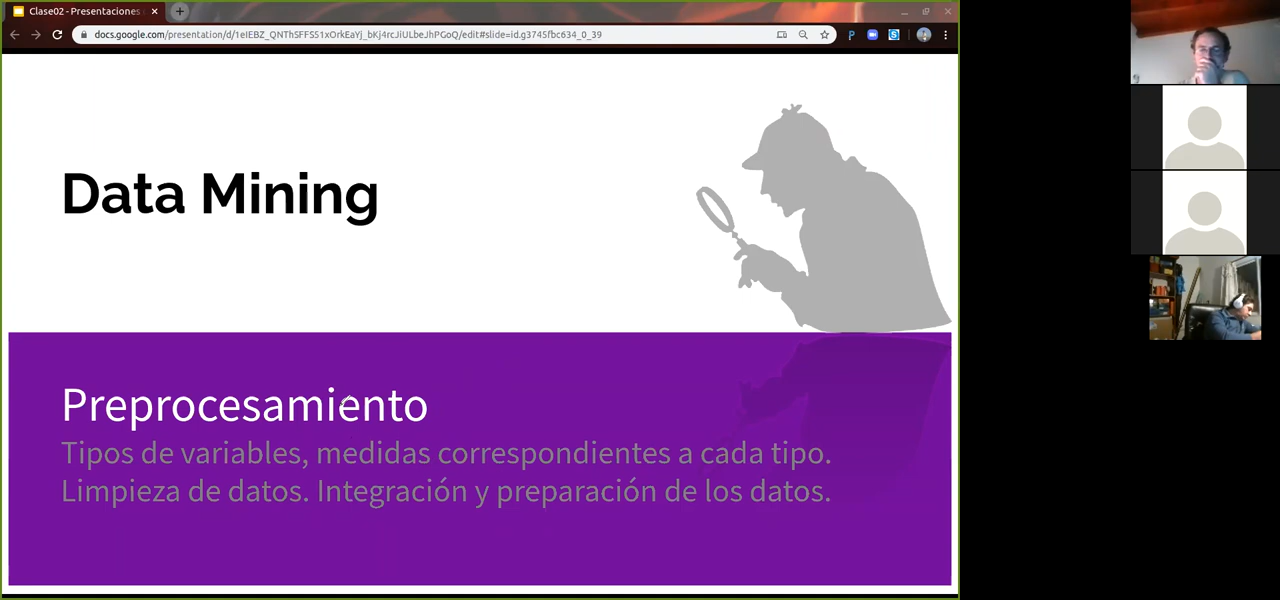 Clase02 - Presentaciones
docs.google.com/presentation/d/1eIEBZ_QNThSFFSS1xOrkEaYj_bKj4rcJiULbeJhPGoQ/edit#slide=id.g3745fbc634_0_39
Data Mining
Preprocesamiento
Tipos de variables, medidas correspondientes a cada tipo.
Limpieza de datos. Integración y preparación de los datos.